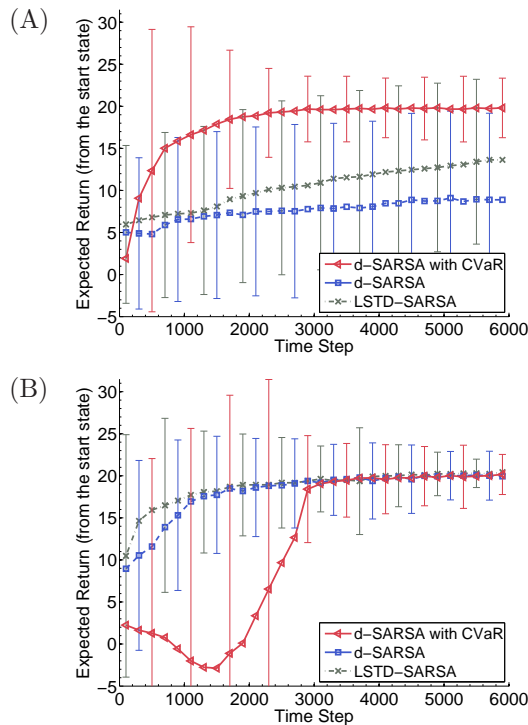 (A)
Expected Return (from the start state)
30
25
20
15
10
5
0
−5
0 1000 2000 3000 4000 5000 6000
Time Step
d−SARSA with CVaR
d−SARSA
LSTD−SARSA
(B)
Expected Return (from the start state)
30
25
20
15
10
5
0
−5
0 1000 2000 3000 4000 5000 6000
Time Step
d−SARSA with CVaR
d−SARSA
LSTD−SARSA